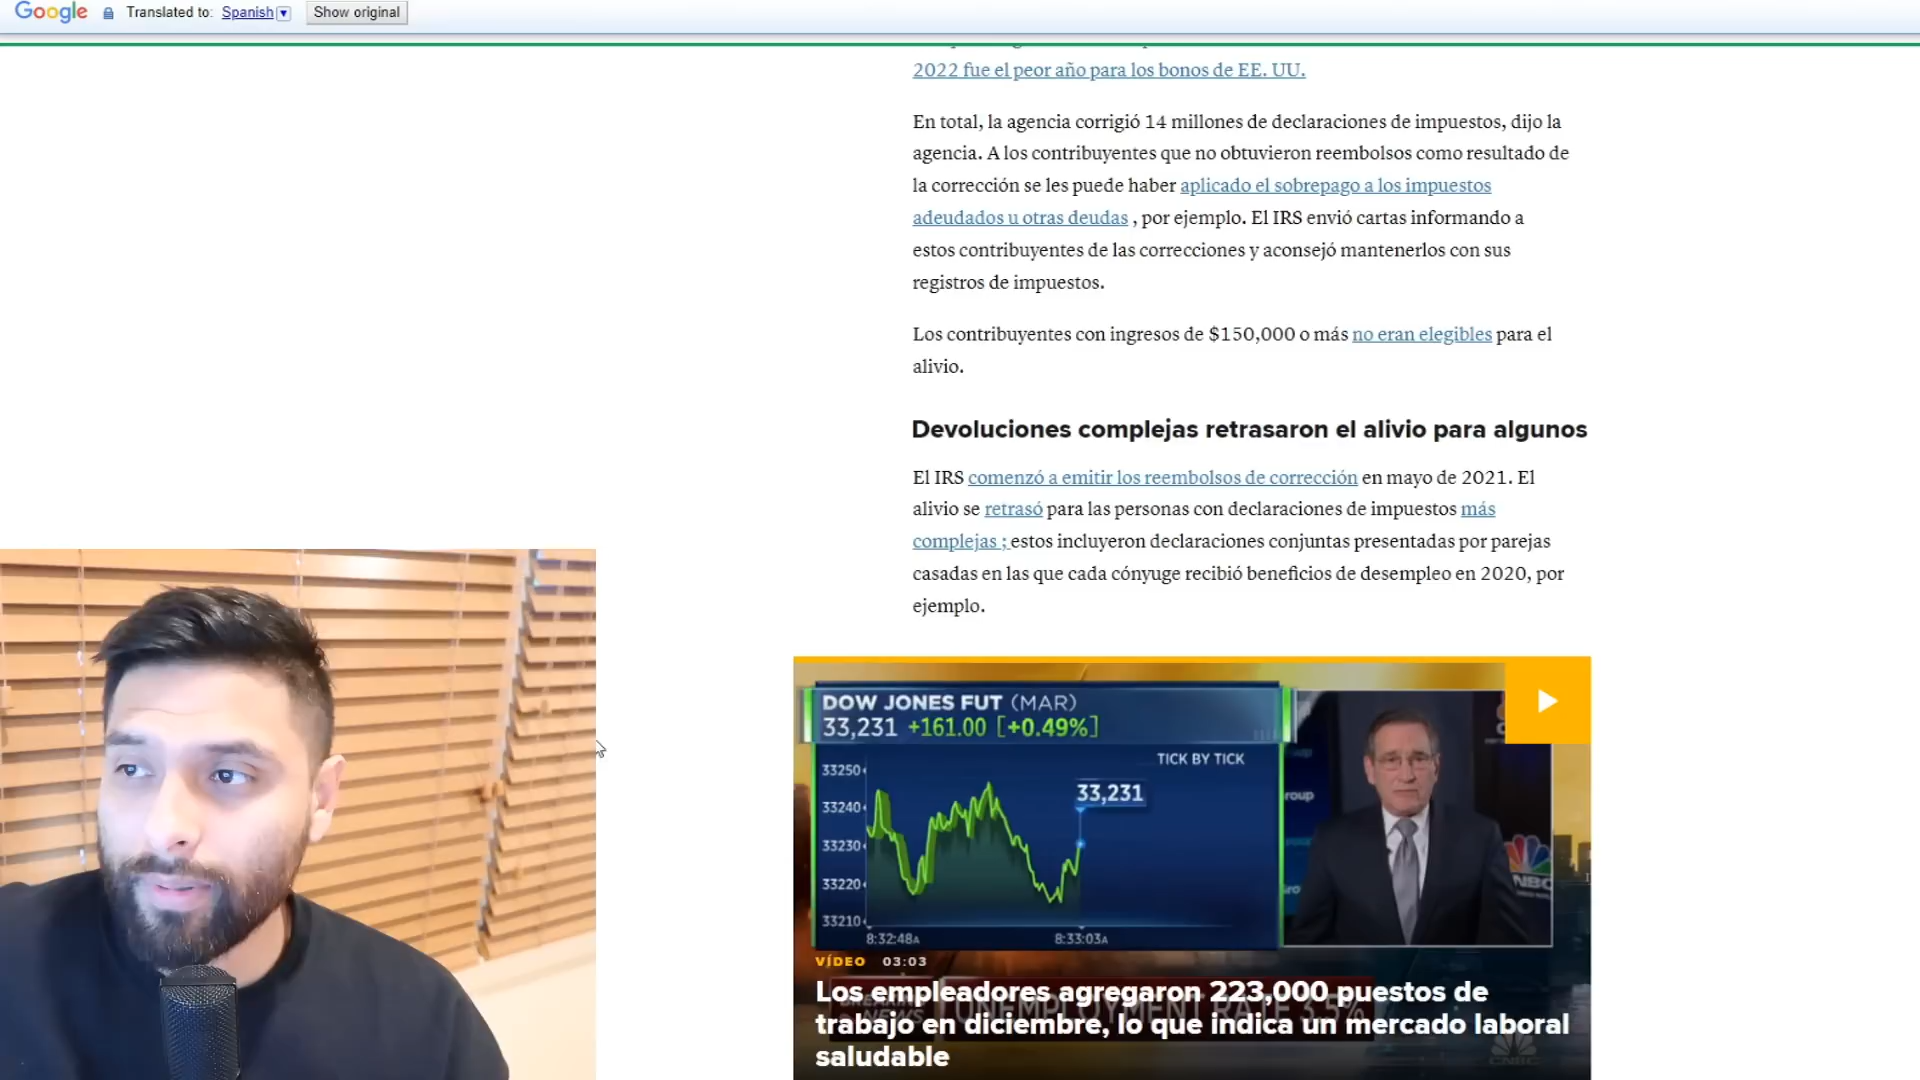 Google Translated to: Spanish Show original
2022 fue el peor año para los bonos de EE. UU.
En total, la agencia corrigió 14 millones de declaraciones de impuestos, dijo la
agencia. A los contribuyentes que no obtuvieron reembolsos como resultado de
la corrección se les puede haber aplicado el sobrepago a los impuestos
adeudados u otras deudas , por ejemplo. El IRS envió cartas informando a
estos contribuyentes de las correcciones y aconsejó mantenerlos con sus
registros de impuestos.
Los contribuyentes con ingresos de $150,000 o más no eran elegibles para el
alivio.
Devoluciones complejas retrasaron el alivio para algunos
El IRS comenzó a emitir los reembolsos de corrección en mayo de 2021. El
alivio se retrasó para las personas con declaraciones de impuestos más
complejas ; estos incluyeron declaraciones conjuntas presentadas por parejas
casadas en las que cada cónyuge recibió beneficios de desempleo en 2020, por
ejemplo.
DOW JONES FUT (MAR)
33,231 +161.00 [+0.49%]
TICK BY TICK
33250
33,231
33240
33230
33220
33210
8:32:48A 8:33:03A
VÍDEO 03:03
Los empleadores agregaron 223,000 puestos de
trabajo en diciembre, lo que indica un mercado laboral
saludable
NEWS UNEMPLOYMENT RATE 3.5%
CNBC